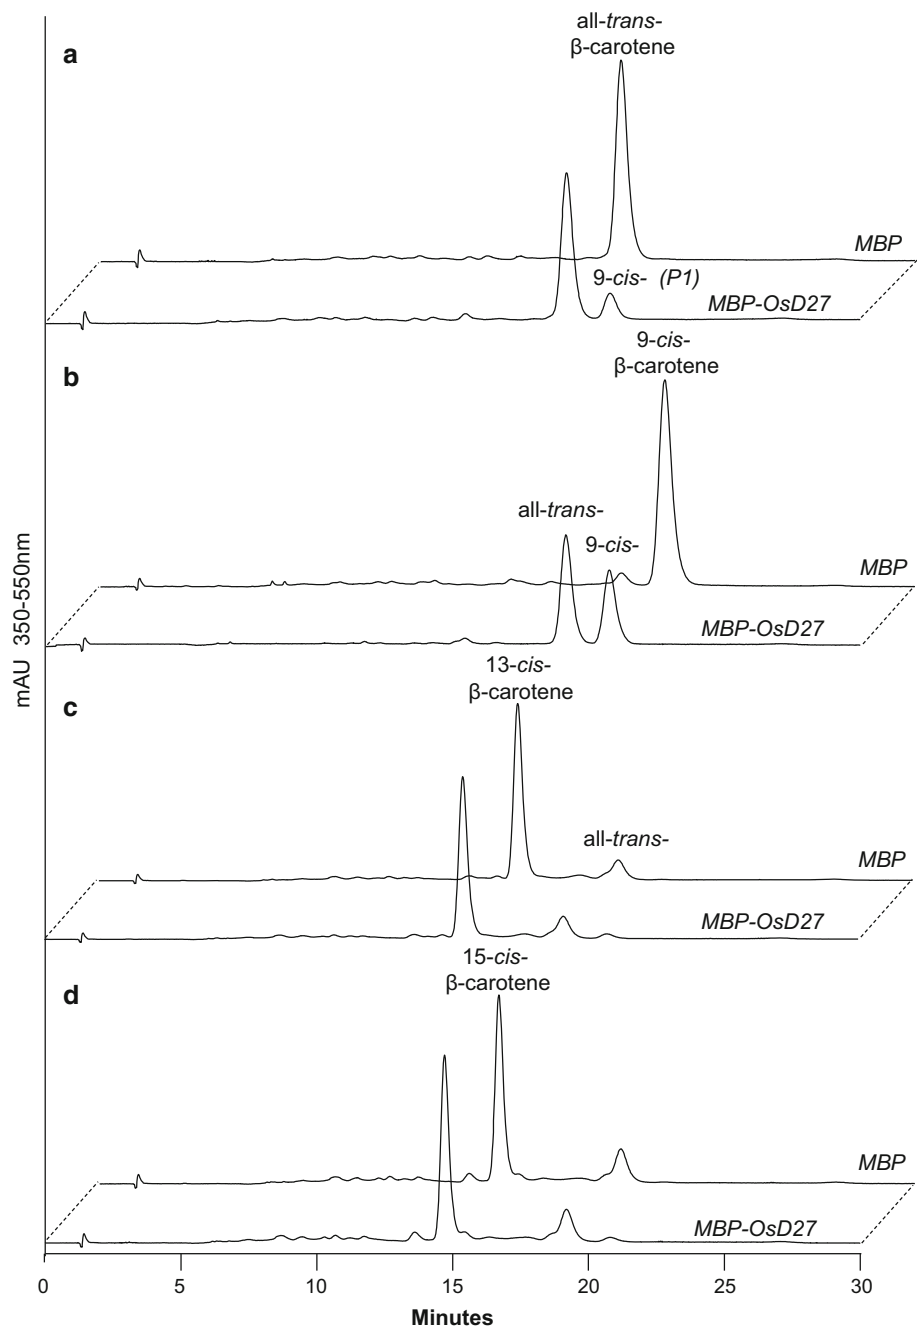 a
all-trans-
β-carotene
MBP
9-cis- (P1)
MBP-OsD27
b
9-cis-
β-carotene
all-trans-
9-cis-
MBP
MBP-OsD27
mAU 350-550nm
c
13-cis-
β-carotene
all-trans-
MBP
MBP-OsD27
d
15-cis-
β-carotene
MBP
MBP-OsD27
0 5 10 15 20 25 30
Minutes